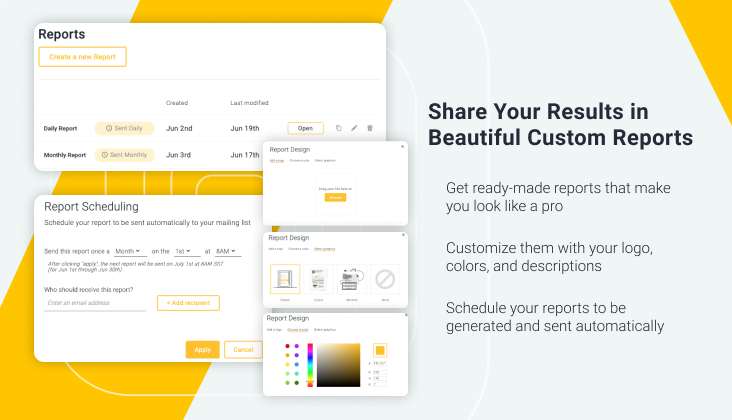 Reports
Create a new Report
Created Last modified
Daily Report Sent Daily Jun 2nd Jun 19th Open
Monthly Report Sent Monthly Jun 3rd Jun 17th
Report Scheduling
Schedule your report to be sent automatically to your mailing list
Send this report once a Month on the 1st at 8AM
After clicking "apply", the next report will be sent on July 1st at 8AM SST.
(for Jun 1st through Jun 30th)
Who should receive this report?
Enter an email address + Add recipient
Apply Cancel
Report Design
Add a logo Choose a color Select graphics
Drag your file here or
Report Design
Add a logo Choose a color Select graphics
Report Design
Add a logo Choose a color Select graphics
Share Your Results in
Beautiful Custom Reports
Get ready-made reports that make
you look like a pro
Customize them with your logo,
colors, and descriptions
Schedule your reports to be
generated and sent automatically